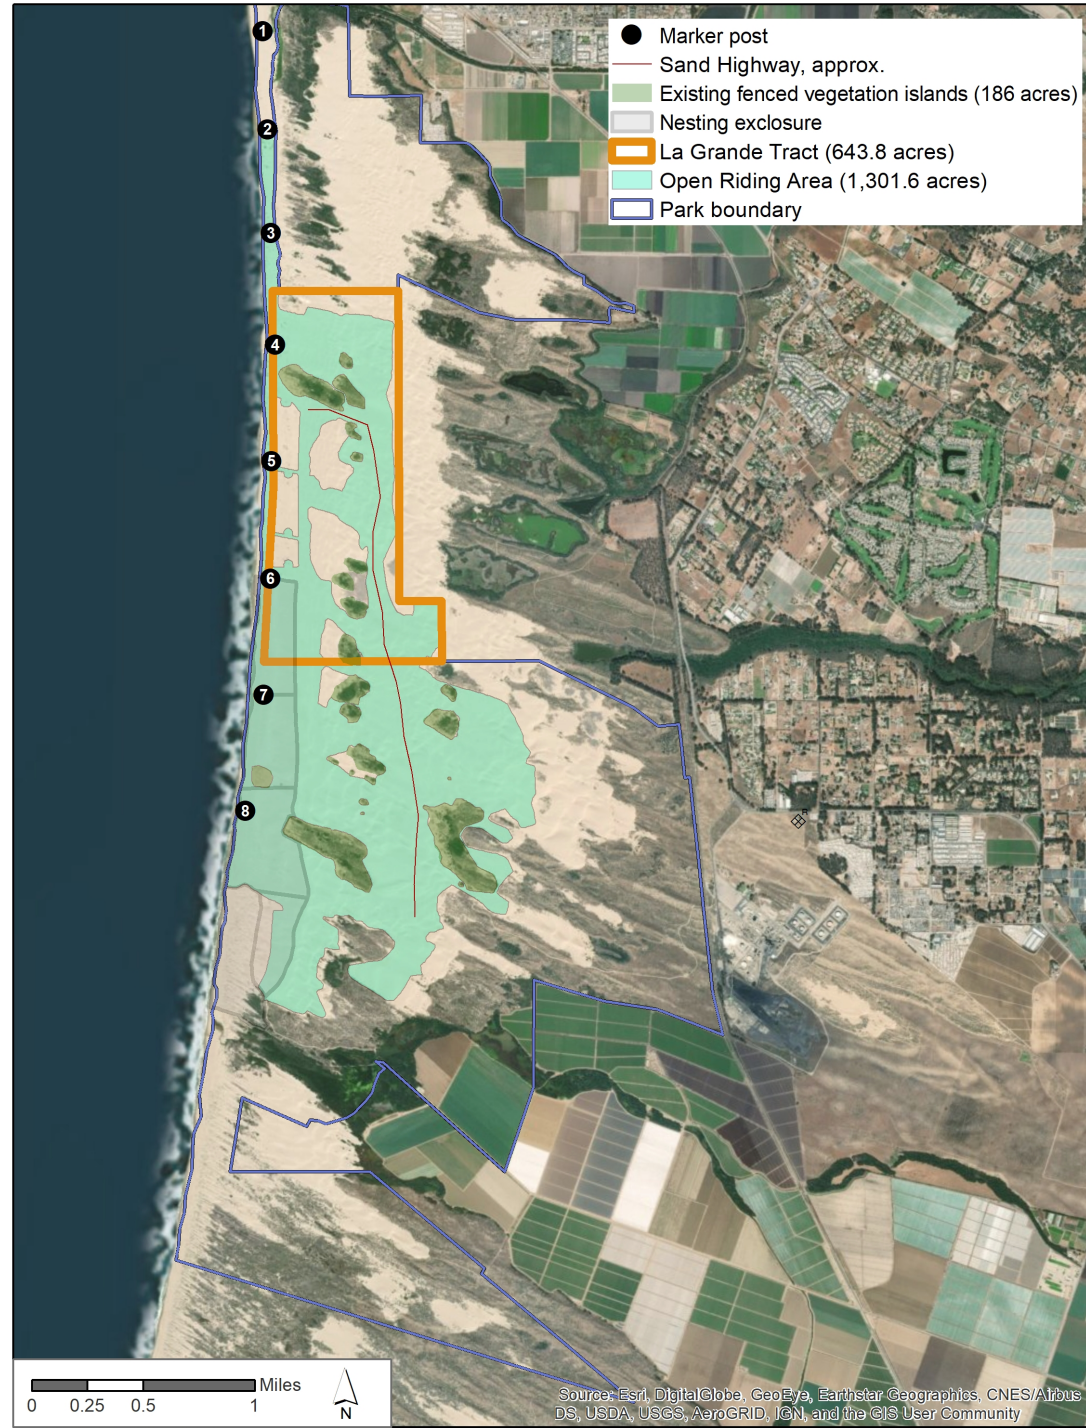 Marker post
Sand Highway, approx.
Existing fenced vegetation islands (186 acres)
Nesting exclosure
La Grande Tract (643.8 acres)
Open Riding Area (1,301.6 acres)
Park boundary
1
2
3
4
5
6
7
8
Miles
0 0.25 0.5 1
N
Source: Esri, DigitalGlobe, GeoEye, Earthstar Geographics, CNES/Airbus
DS, USDA, USGS, AeroGRID, IGN, and the GIS User Community